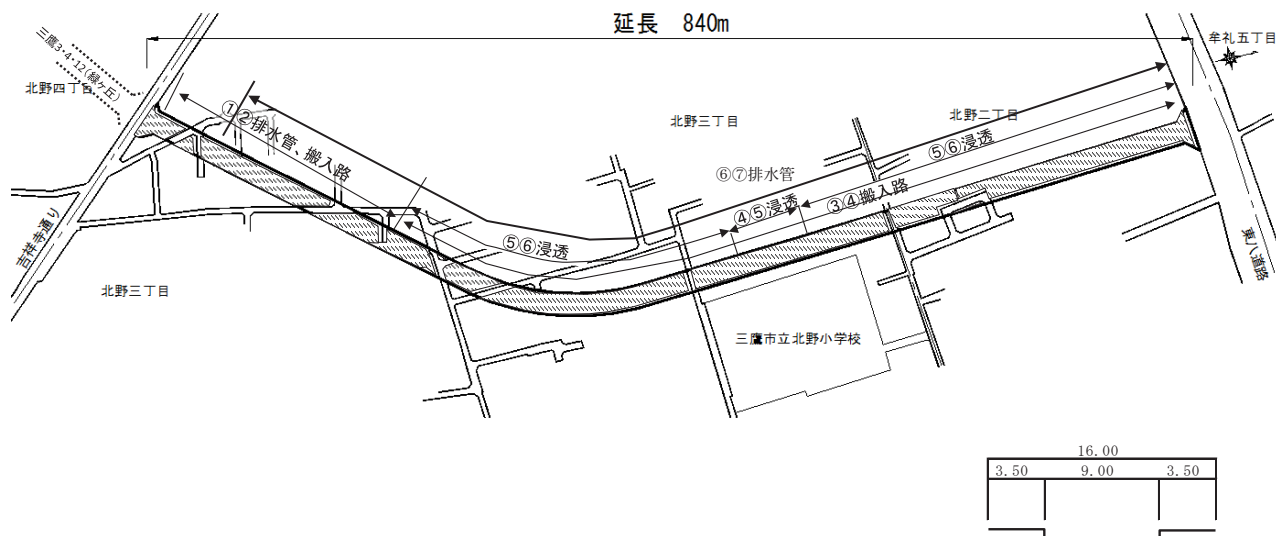 延長 840m
三鷹3・4・12(緑ヶ丘)
北野四丁目
牟礼五丁目
①②排水管、搬入路
北野三丁目
北野二丁目
⑤⑥浸透
⑥⑦排水管
③④搬入路
④⑤浸透
⑤⑥浸透
吉祥寺通り
東八道路
北野三丁目
三鷹市立北野小学校
16.00
3.50 9.00 3.50